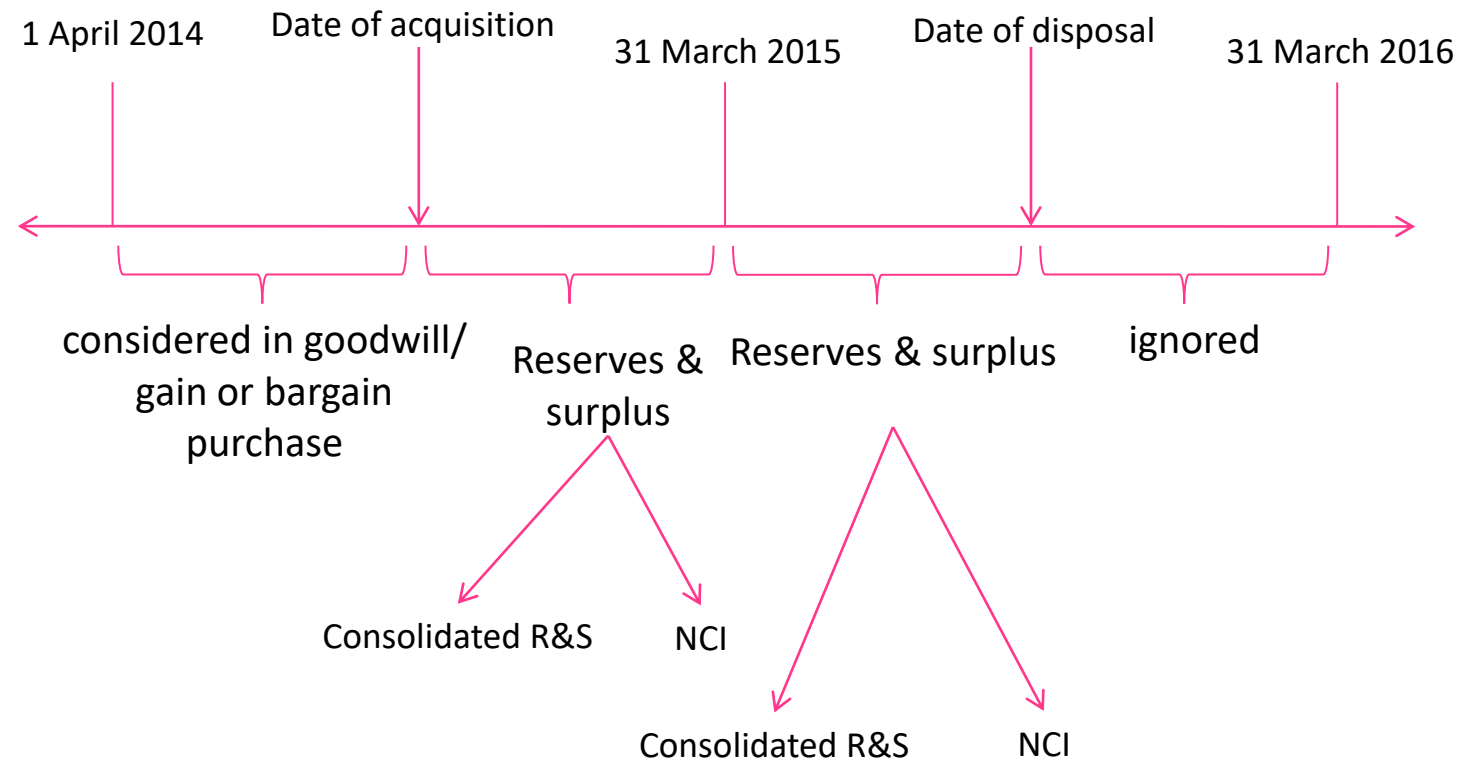 1 April 2014
Date of acquisition
31 March 2015
Date of disposal
31 March 2016
considered in goodwill/
gain or bargain
purchase
Reserves &
surplus
Reserves & surplus
ignored
Consolidated R&S
NCI
Consolidated R&S
NCI